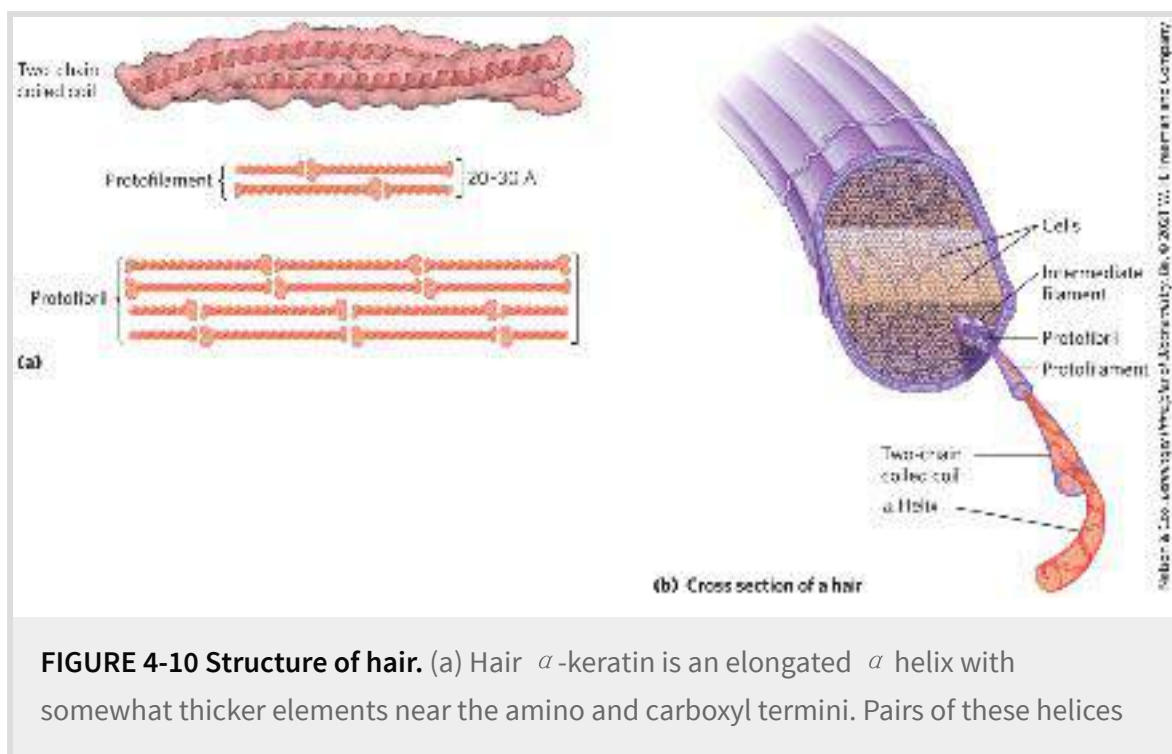 Two-chain
coiled coil
Protofilament
20–30 Å
Protofibril
(a)
Cells
Intermediate
filament
Protofibril
Protofilament
Two-chain
coiled coil
α Helix
(b) Cross section of a hair
FIGURE 4-10 Structure of hair. (a) Hair α-keratin is an elongated α helix with
somewhat thicker elements near the amino and carboxyl termini. Pairs of these helices